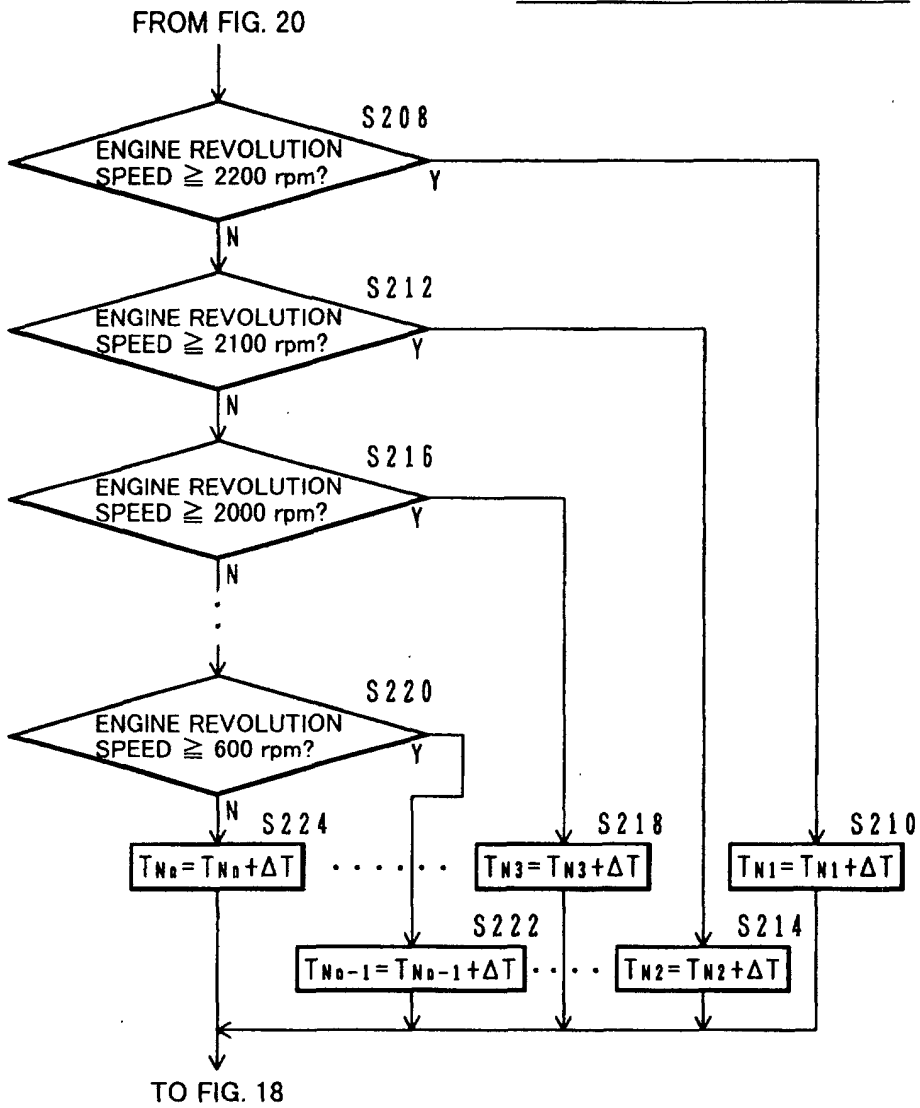 FROM FIG. 20
S208
ENGINE REVOLUTION
SPEED ≧ 2200 rpm?
Y
N
S212
ENGINE REVOLUTION
SPEED ≧ 2100 rpm?
Y
N
S216
ENGINE REVOLUTION
SPEED ≧ 2000 rpm?
Y
N
S220
ENGINE REVOLUTION
SPEED ≧ 600 rpm?
Y
N
S224
TNn=TNn+ΔT
S218
TN3=TN3+ΔT
S210
TN1=TN1+ΔT
S222
TNn-1=TNn-1+ΔT
S214
TN2=TN2+ΔT
TO FIG. 18